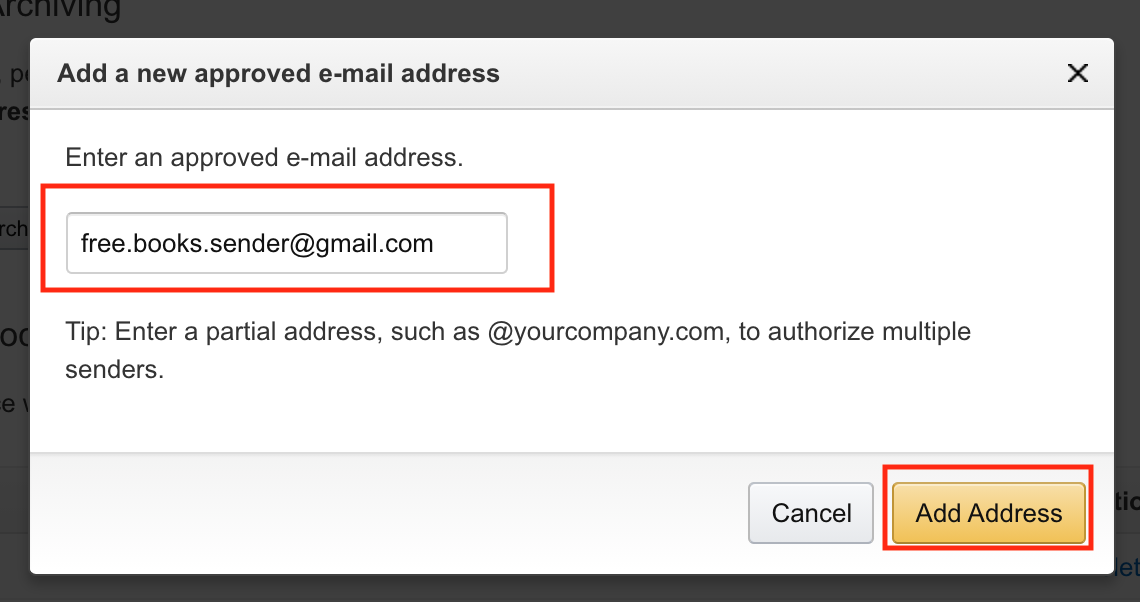 Archiving
Add a new approved e-mail address
Enter an approved e-mail address.
free.books.sender@gmail.com
Tip: Enter a partial address, such as @yourcompany.com, to authorize multiple
senders.
Cancel
Add Address